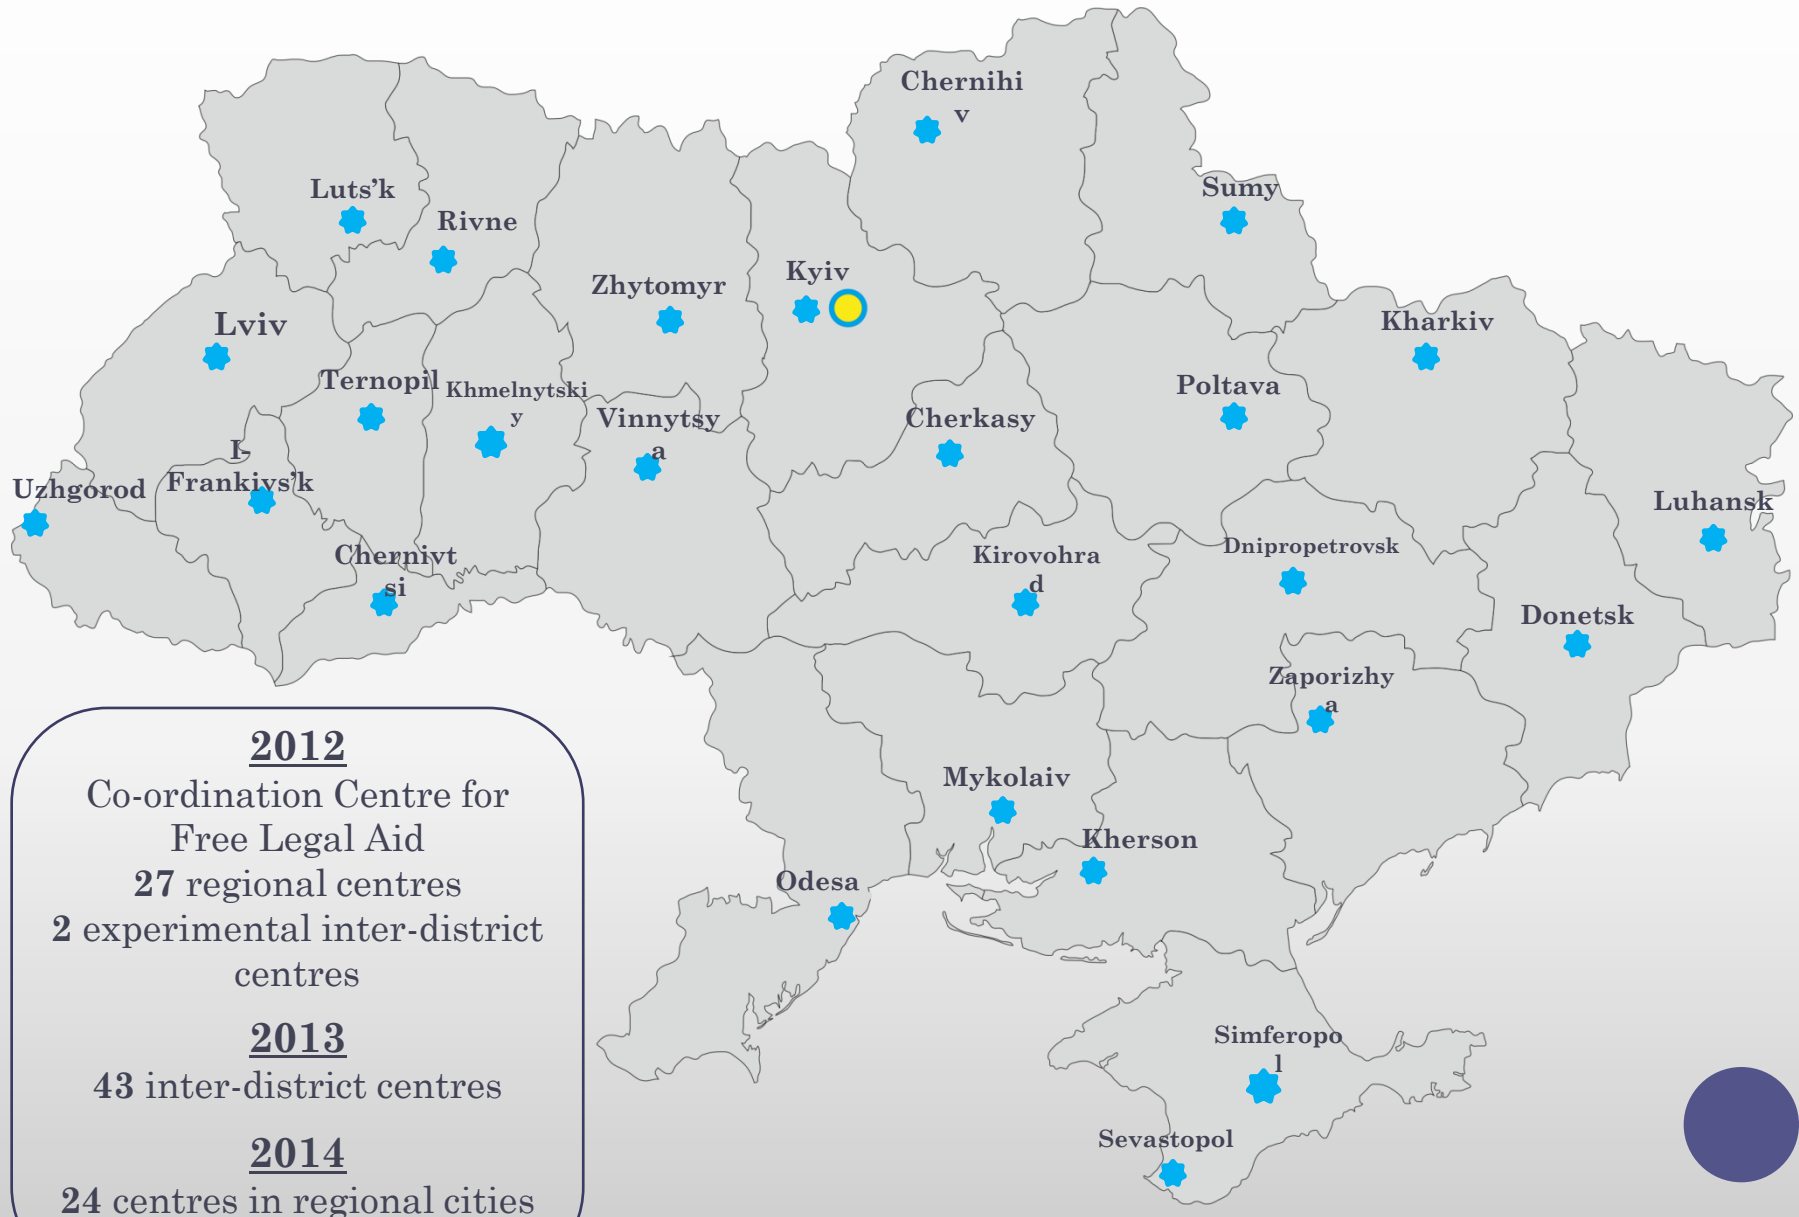 Chernihi
v
Luts’k
Sumy
Rivne
Kyiv
Zhytomyr
Lviv
Kharkiv
Ternopil
Khmelnytski
y
Poltava
Vinnytsy
a
Cherkasy
I-
Frankivs’k
Uzhgorod
Luhansk
Chernivt
si
Kirovohra
d
Dnipropetrovsk
Donetsk
Zaporizhy
a
Mykolaiv
Kherson
Odesa
Simferopo
l
Sevastopol
2012
Co-ordination Centre for
Free Legal Aid
27 regional centres
2 experimental inter-district
centres
2013
43 inter-district centres
2014
24 centres in regional cities